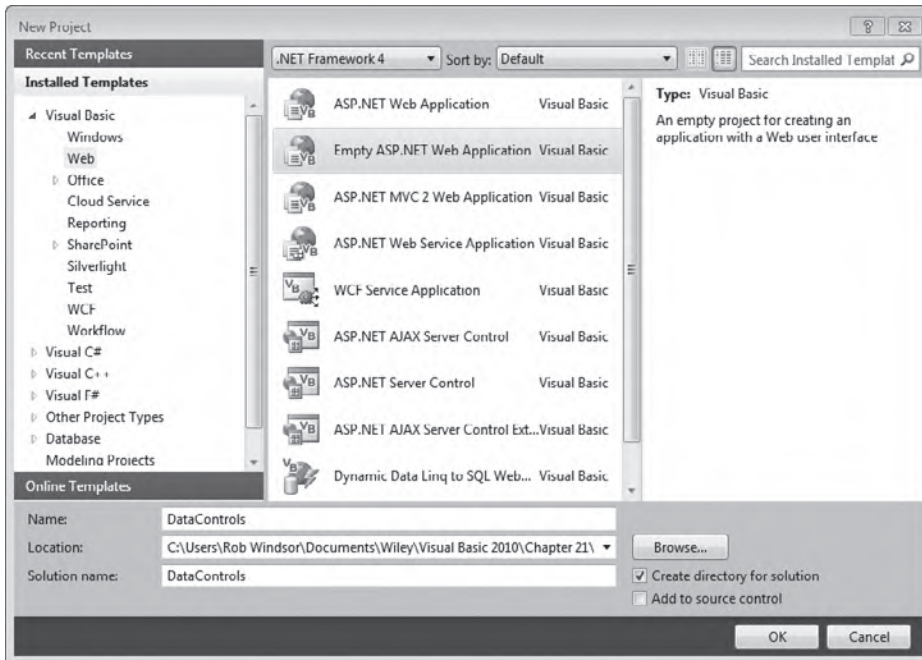 New Project
Recent Templates
Installed Templates
Visual Basic
Windows
Web
Office
Cloud Service
Reporting
SharePoint
Silverlight
Test
WCF
Workflow
Visual C#
Visual C++
Visual F#
Other Project Types
Database
Modeling Projects
Online Templates
.NET Framework 4
Sort by: Default
Search Installed Templat
ASP.NET Web Application Visual Basic
Empty ASP.NET Web Application Visual Basic
ASP.NET MVC 2 Web Application Visual Basic
ASP.NET Web Service Application Visual Basic
WCF Service Application Visual Basic
ASP.NET AJAX Server Control Visual Basic
ASP.NET Server Control Visual Basic
ASP.NET AJAX Server Control Ext...Visual Basic
Dynamic Data Linq to SQL Web... Visual Basic
Type: Visual Basic
An empty project for creating an
application with a Web user interface
Name: DataControls
Location: C:\Users\Rob Windsor\Documents\Wiley\Visual Basic 2010\Chapter 21\
Browse...
Solution name: DataControls
Create directory for solution
Add to source control
OK Cancel